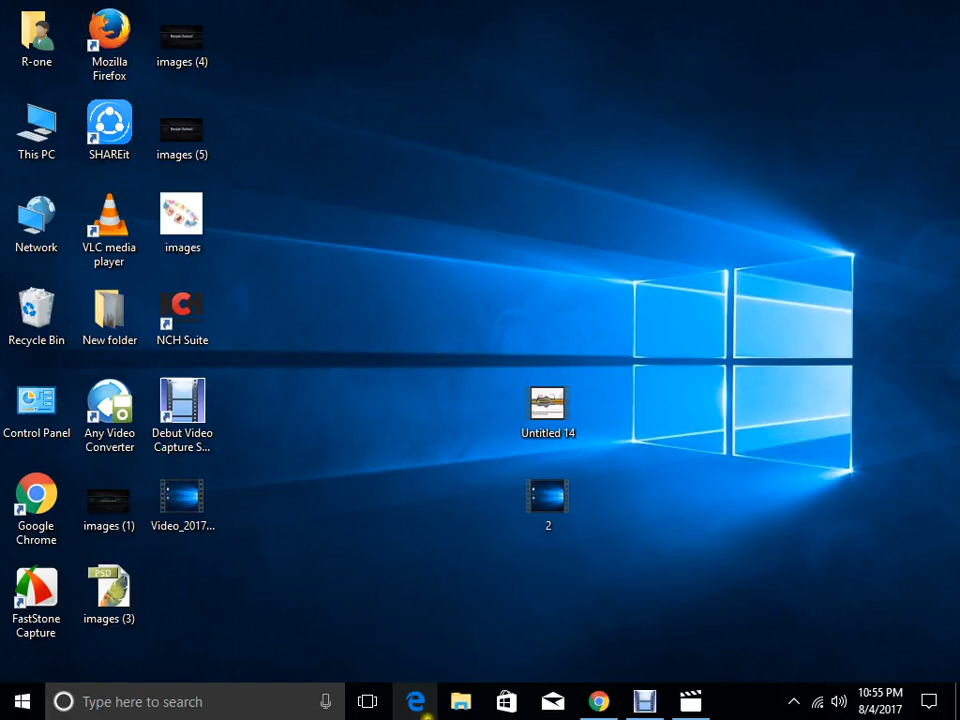 R-one
Mozilla
Firefox
images (4)
This PC
SHAREit
images (5)
Network
VLC media
player
images
Recycle Bin
New folder
NCH Suite
Control Panel
Any Video
Converter
Debut Video
Capture S...
Untitled 14
Google
Chrome
images (1)
Video_2017...
2
PSD
FastStone
Capture
images (3)
Type here to search
10:55 PM
8/4/2017